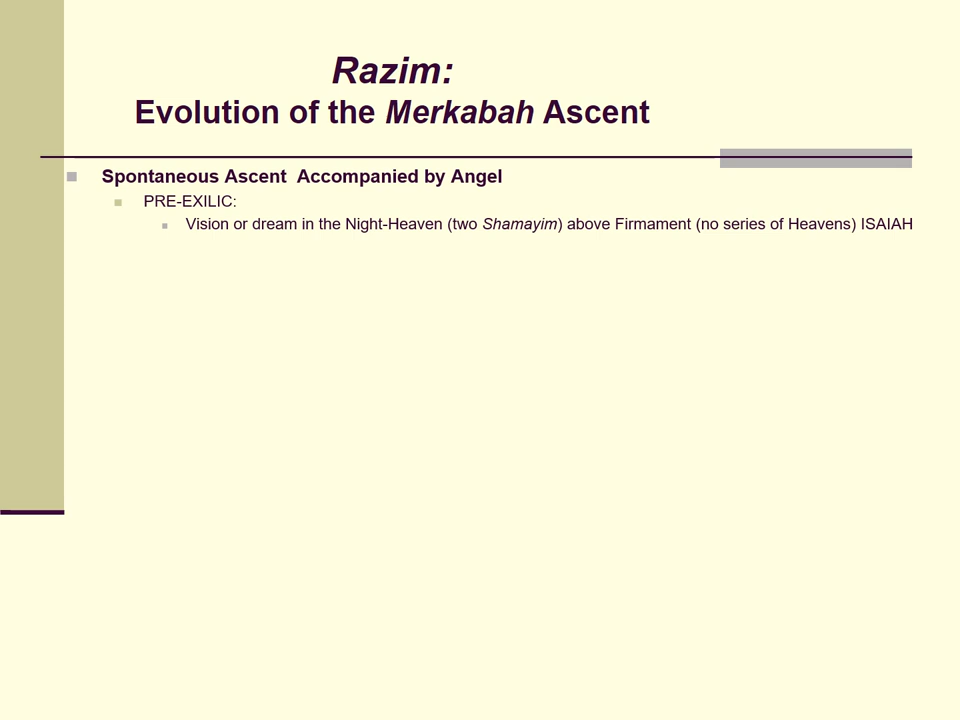 Razim:
Evolution of the Merkabah Ascent
Spontaneous Ascent  Accompanied by Angel
PRE-EXILIC:
Vision or dream in the Night-Heaven (two Shamayim) above Firmament (no series of Heavens) ISAIAH